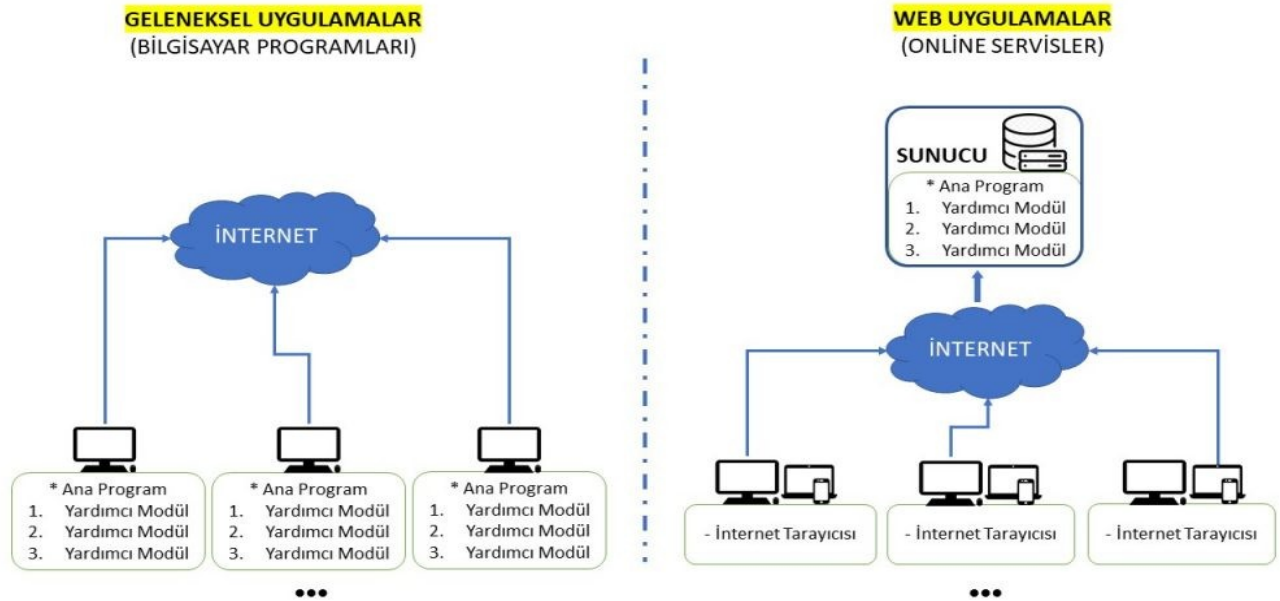 GELENEKSEL UYGULAMALAR
(BİLGİSAYAR PROGRAMLARI)
İNTERNET
* Ana Program
1. Yardımcı Modül
2. Yardımcı Modül
3. Yardımcı Modül
* Ana Program
1. Yardımcı Modül
2. Yardımcı Modül
3. Yardımcı Modül
* Ana Program
1. Yardımcı Modül
2. Yardımcı Modül
3. Yardımcı Modül
...
WEB UYGULAMALAR
(ONLİNE SERVİSLER)
SUNUCU
* Ana Program
1. Yardımcı Modül
2. Yardımcı Modül
3. Yardımcı Modül
İNTERNET
- İnternet Tarayıcısı
- İnternet Tarayıcısı
- İnternet Tarayıcısı
...